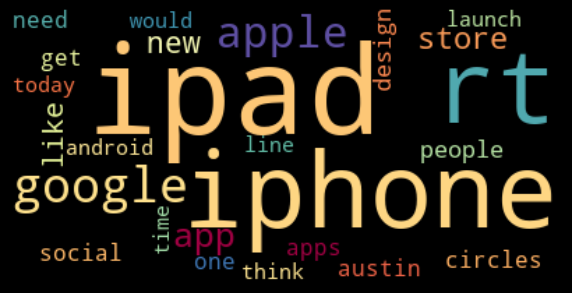 need
would
launch
get
new
apple
design
store
today
ipad
rt
like
android
line
people
google
iphone
time
app
social
one
apps
think
austin
circles